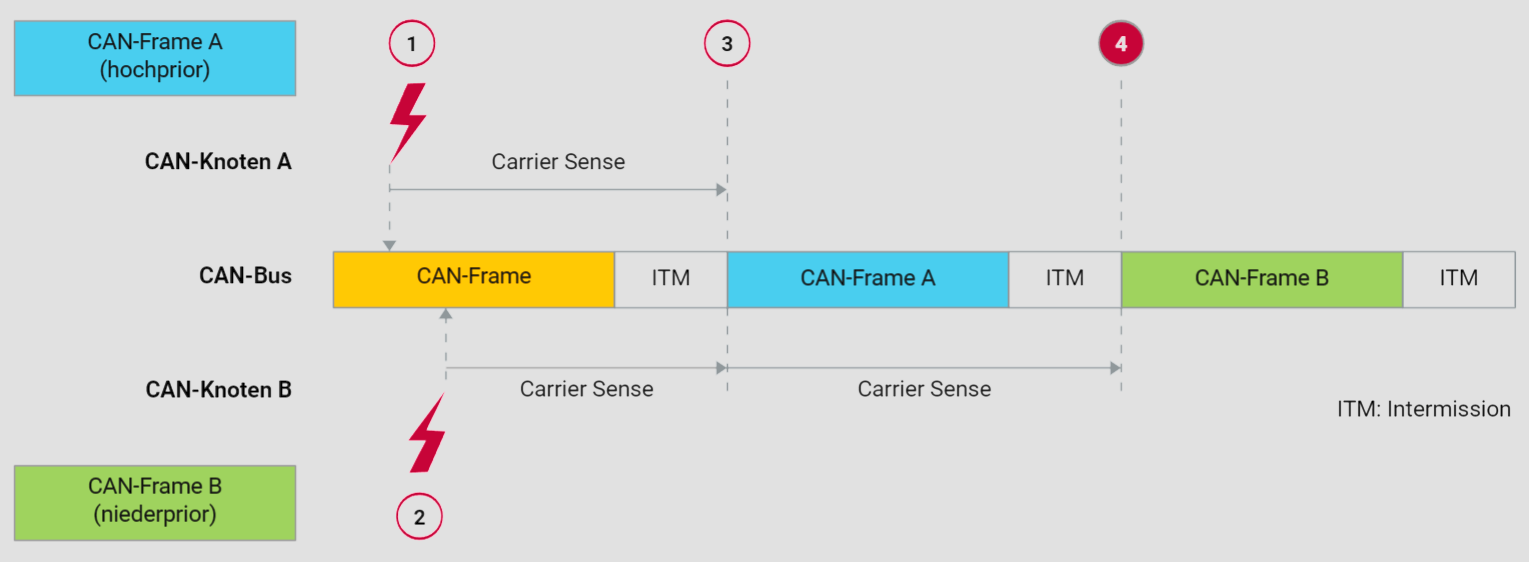 CAN-Frame A
(hochprior)
1
3
4
CAN-Knoten A
Carrier Sense
CAN-Bus
CAN-Frame
ITM
CAN-Frame A
ITM
CAN-Frame B
ITM
CAN-Knoten B
Carrier Sense
Carrier Sense
ITM: Intermission
CAN-Frame B
(niederprior)
2